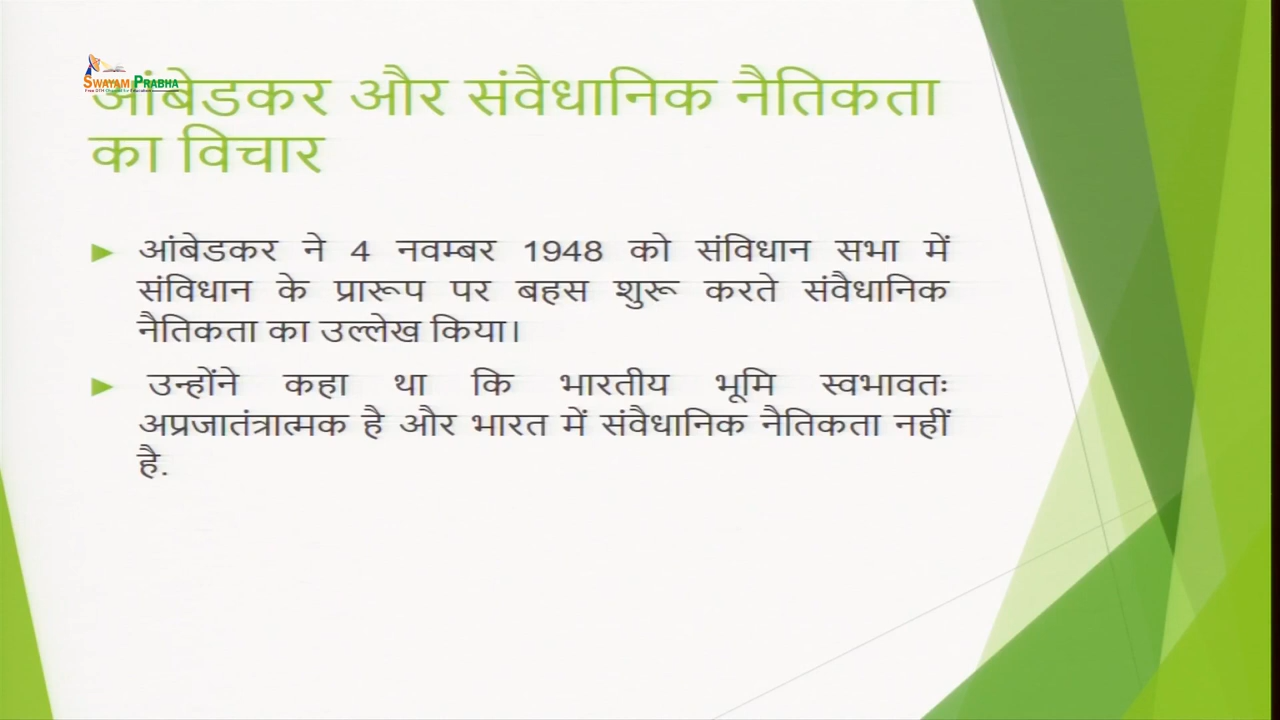 SWAYAM PRABHA
आंबेडकर और संवैधानिक नैतिकता
का विचार
आंबेडकर ने 4 नवम्बर 1948 को संविधान सभा में
संविधान के प्रारूप पर बहस शुरू करते संवैधानिक
नैतिकता का उल्लेख किया।
उन्होंने कहा था कि भारतीय भूमि स्वभावतः
अप्रजातंत्रात्मक है और भारत में संवैधानिक नैतिकता नहीं
है.